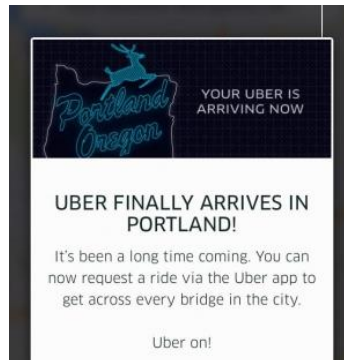 Portland
Oregon
YOUR UBER IS
ARRIVING NOW
UBER FINALLY ARRIVES IN
PORTLAND!
It's been a long time coming. You can
now request a ride via the Uber app to
get across every bridge in the city.
Uber on!